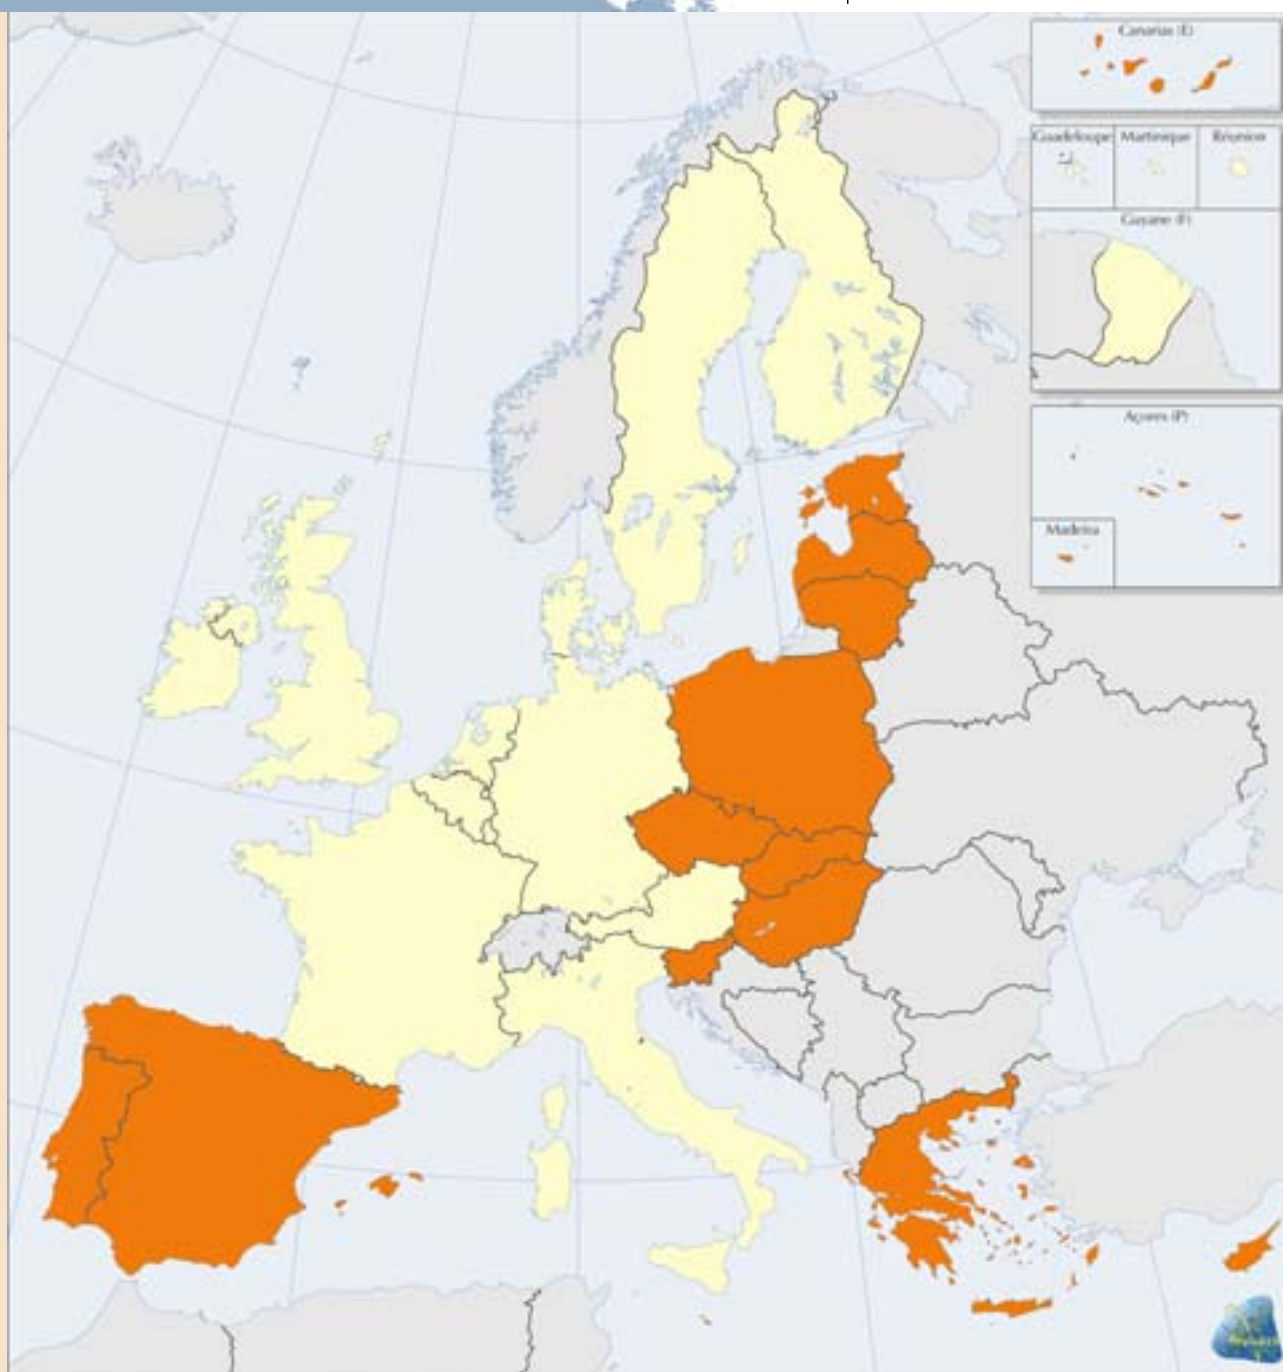 Canarias (E)
Guadeloupe Martinique Réunion
Guyane (F)
Açores (P)
Madeira